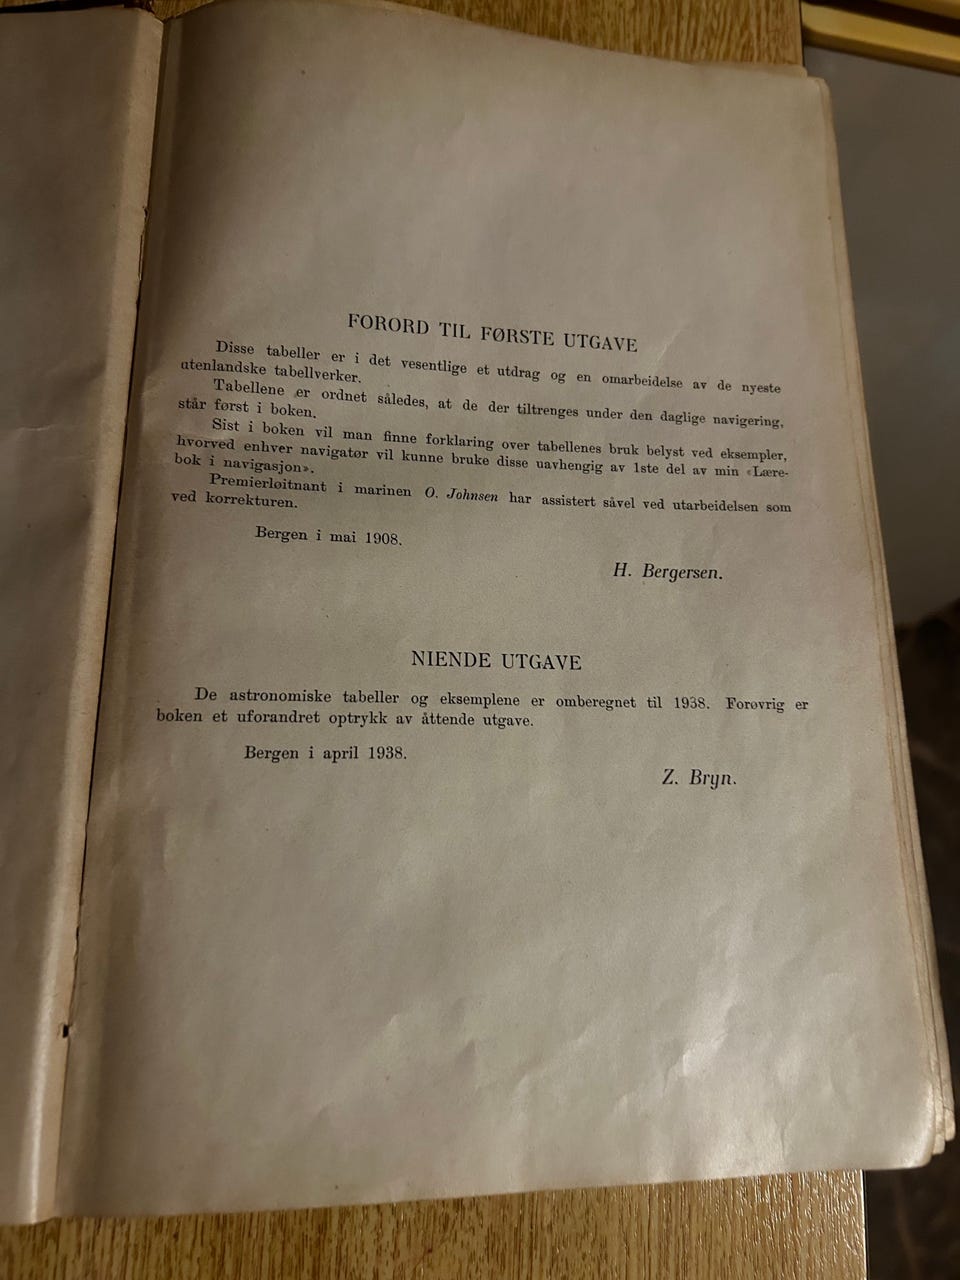 FORORD TIL FØRSTE UTGAVE
Disse tabeller er i det vesentlige et utdrag og en omarbeidelse av de nyeste
utenlandske tabellverker.
Tabellene er ordnet således, at de der tiltrenges under den daglige navigering,
står først i boken.
Sist i boken vil man finne forklaring over tabellenes bruk belyst ved eksempler,
hvorved enhver navigatør vil kunne bruke disse uavhengig av 1ste del av min «Lære-
bok i navigasjon».
Premierløitnant i marinen O. Johnsen har assistert såvel ved utarbeidelsen som
ved korrekturen.
Bergen i mai 1908.
H. Bergersen.
NIENDE UTGAVE
De astronomiske tabeller og eksemplene er omberegnet til 1938. Forøvrig er
boken et uforandret optrykk av åttende utgave.
Bergen i april 1938.
Z. Bryn.